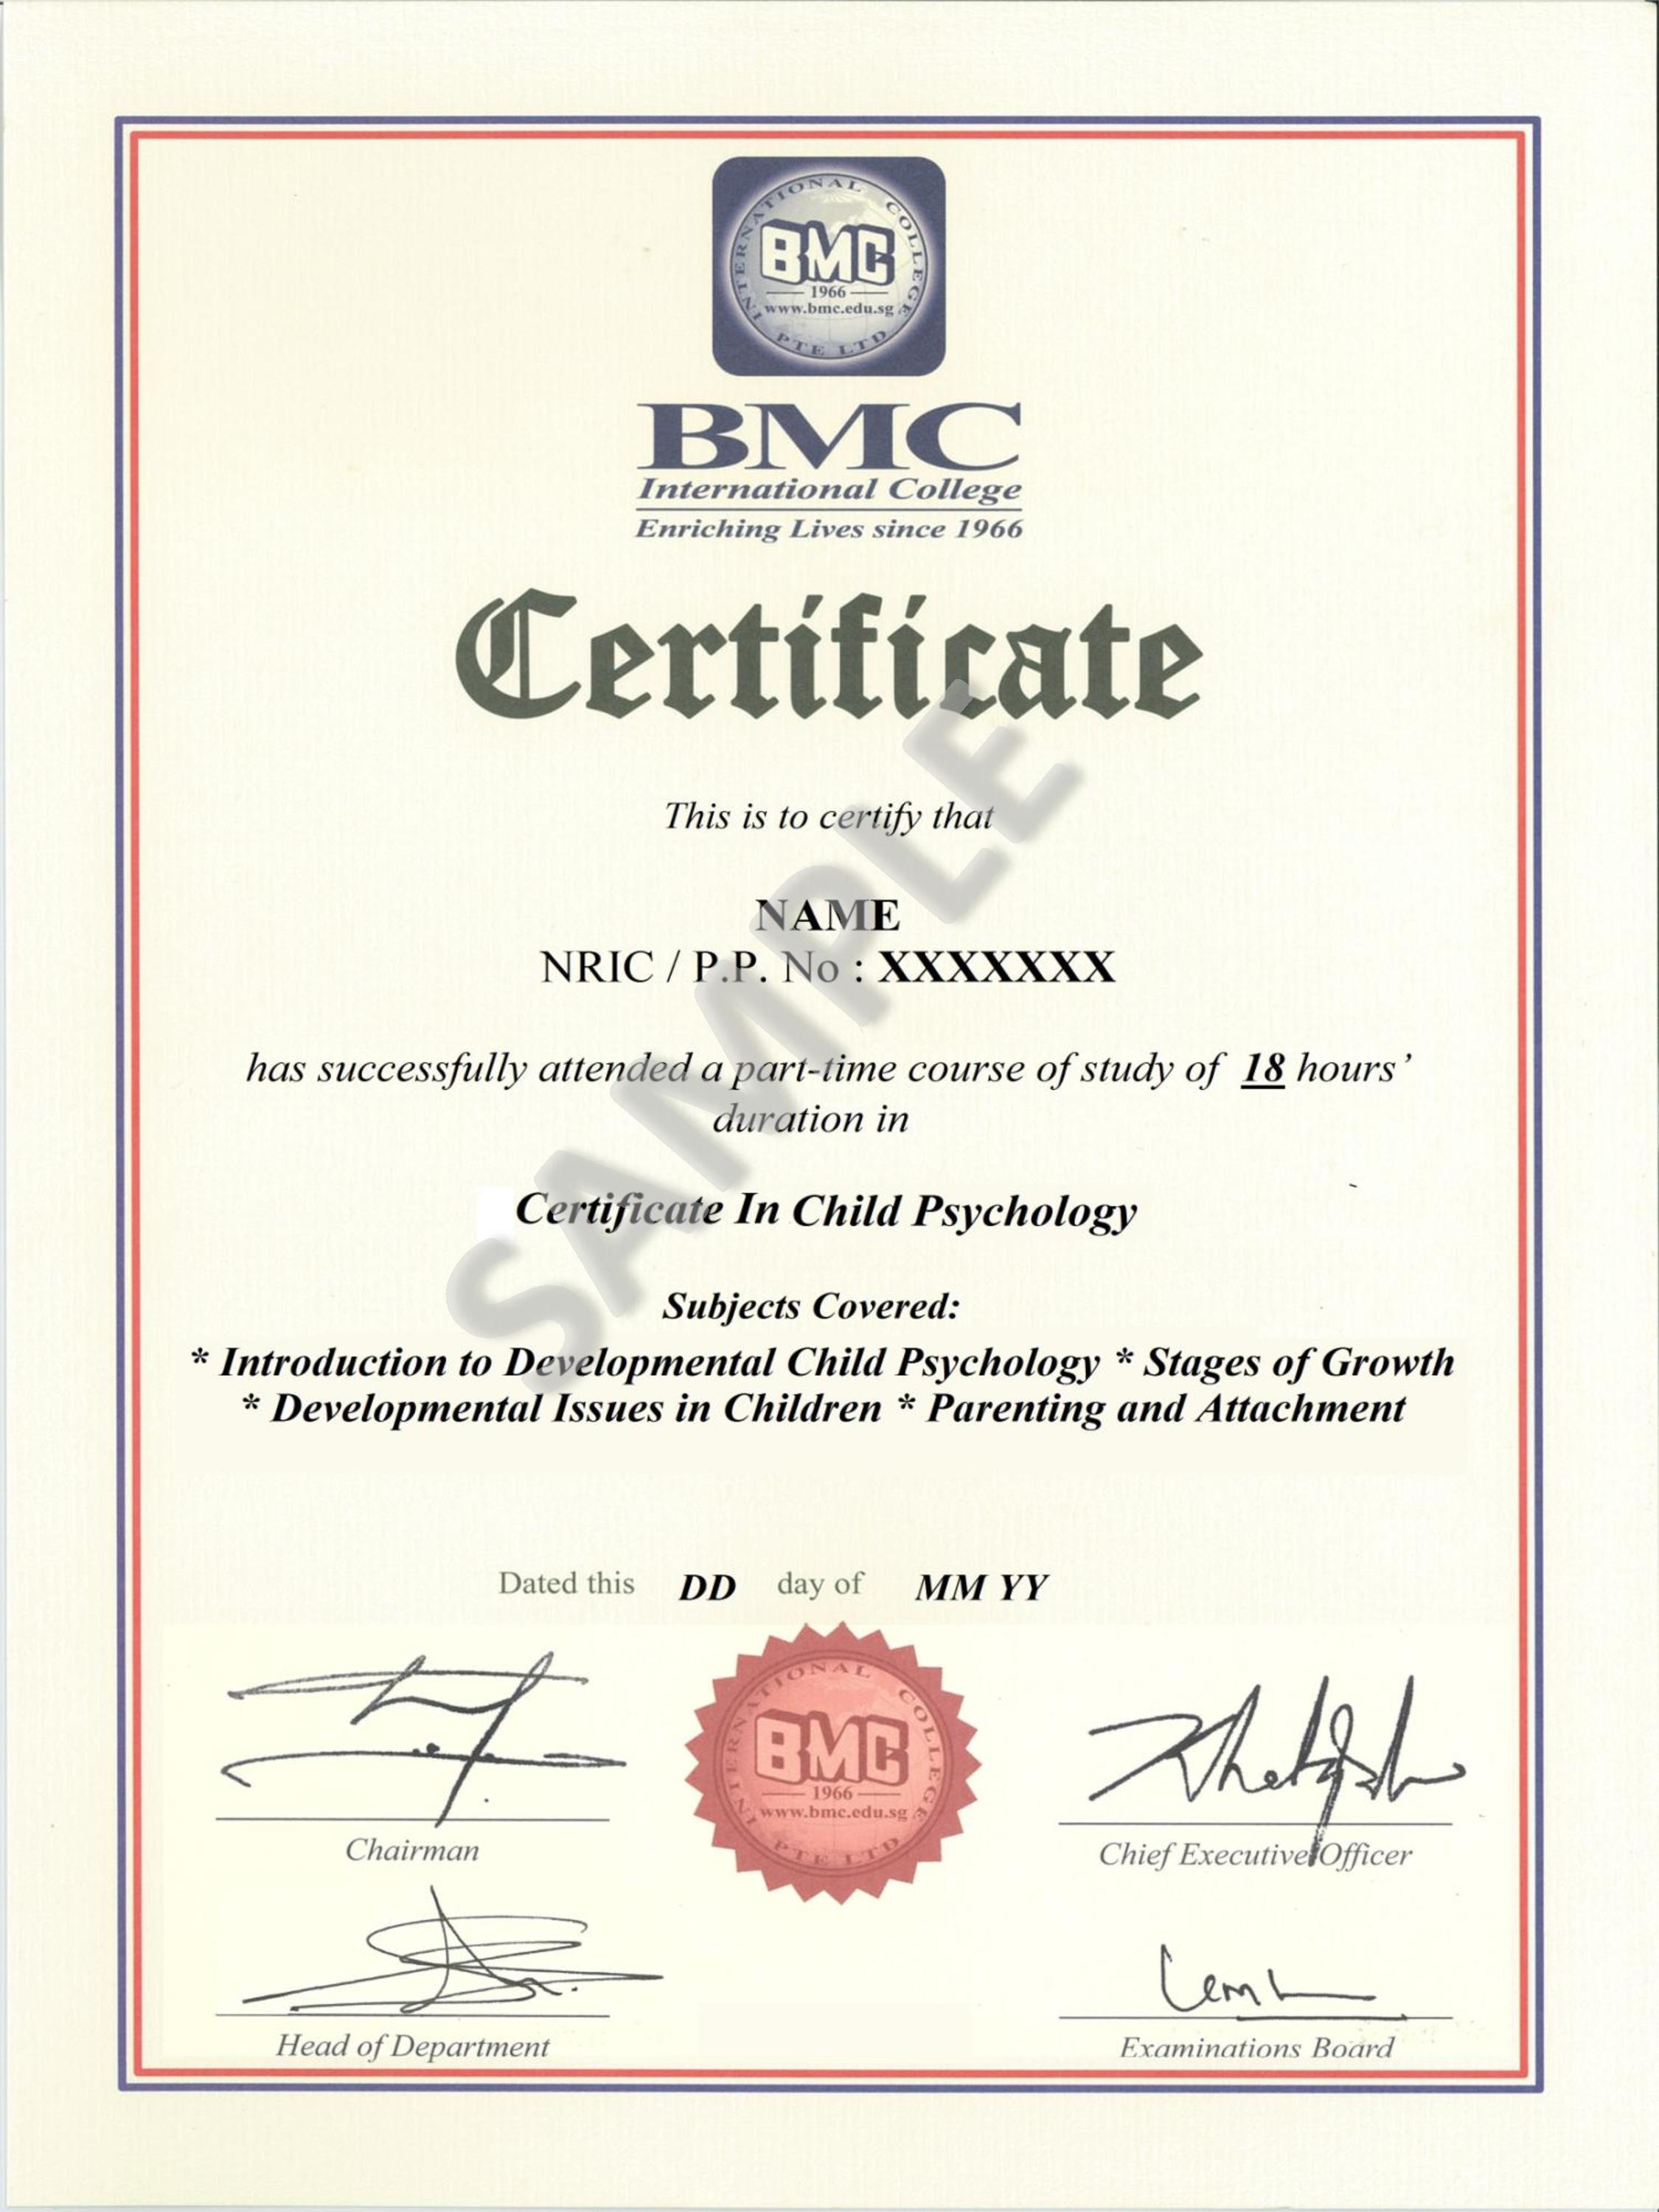 INTERNATIONAL COLLEGE
BMC
1966
www.bmc.edu.sg
PTE LTD
BMC
International College
Enriching Lives since 1966
Certificate
This is to certify that
NAME
NRIC / P.P. No : XXXXXXX
has successfully attended a part-time course of study of 18 hours’
duration in
Certificate In Child Psychology
Subjects Covered:
* Introduction to Developmental Child Psychology * Stages of Growth
* Developmental Issues in Children * Parenting and Attachment
SAMPLE
Dated this DD day of MM YY
INTERNATIONAL COLLEGE
BMC
1966
www.bmc.edu.sg
PTE LTD
Chairman
Chief Executive Officer
Head of Department
Examinations Board